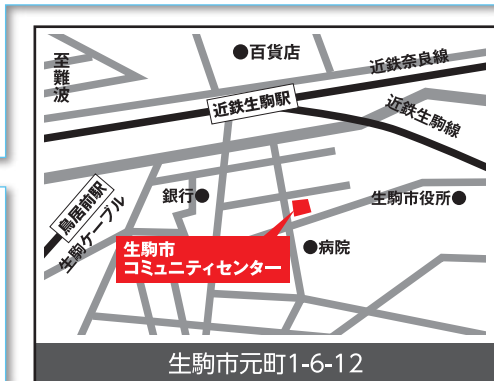 ●百貨店
至難波
近鉄奈良線
近鉄生駒駅
近鉄生駒線
鳥居前駅
生駒ケーブル
銀行●
生駒市役所●
生駒市
コミュニティセンター
●病院
生駒市元町1-6-12